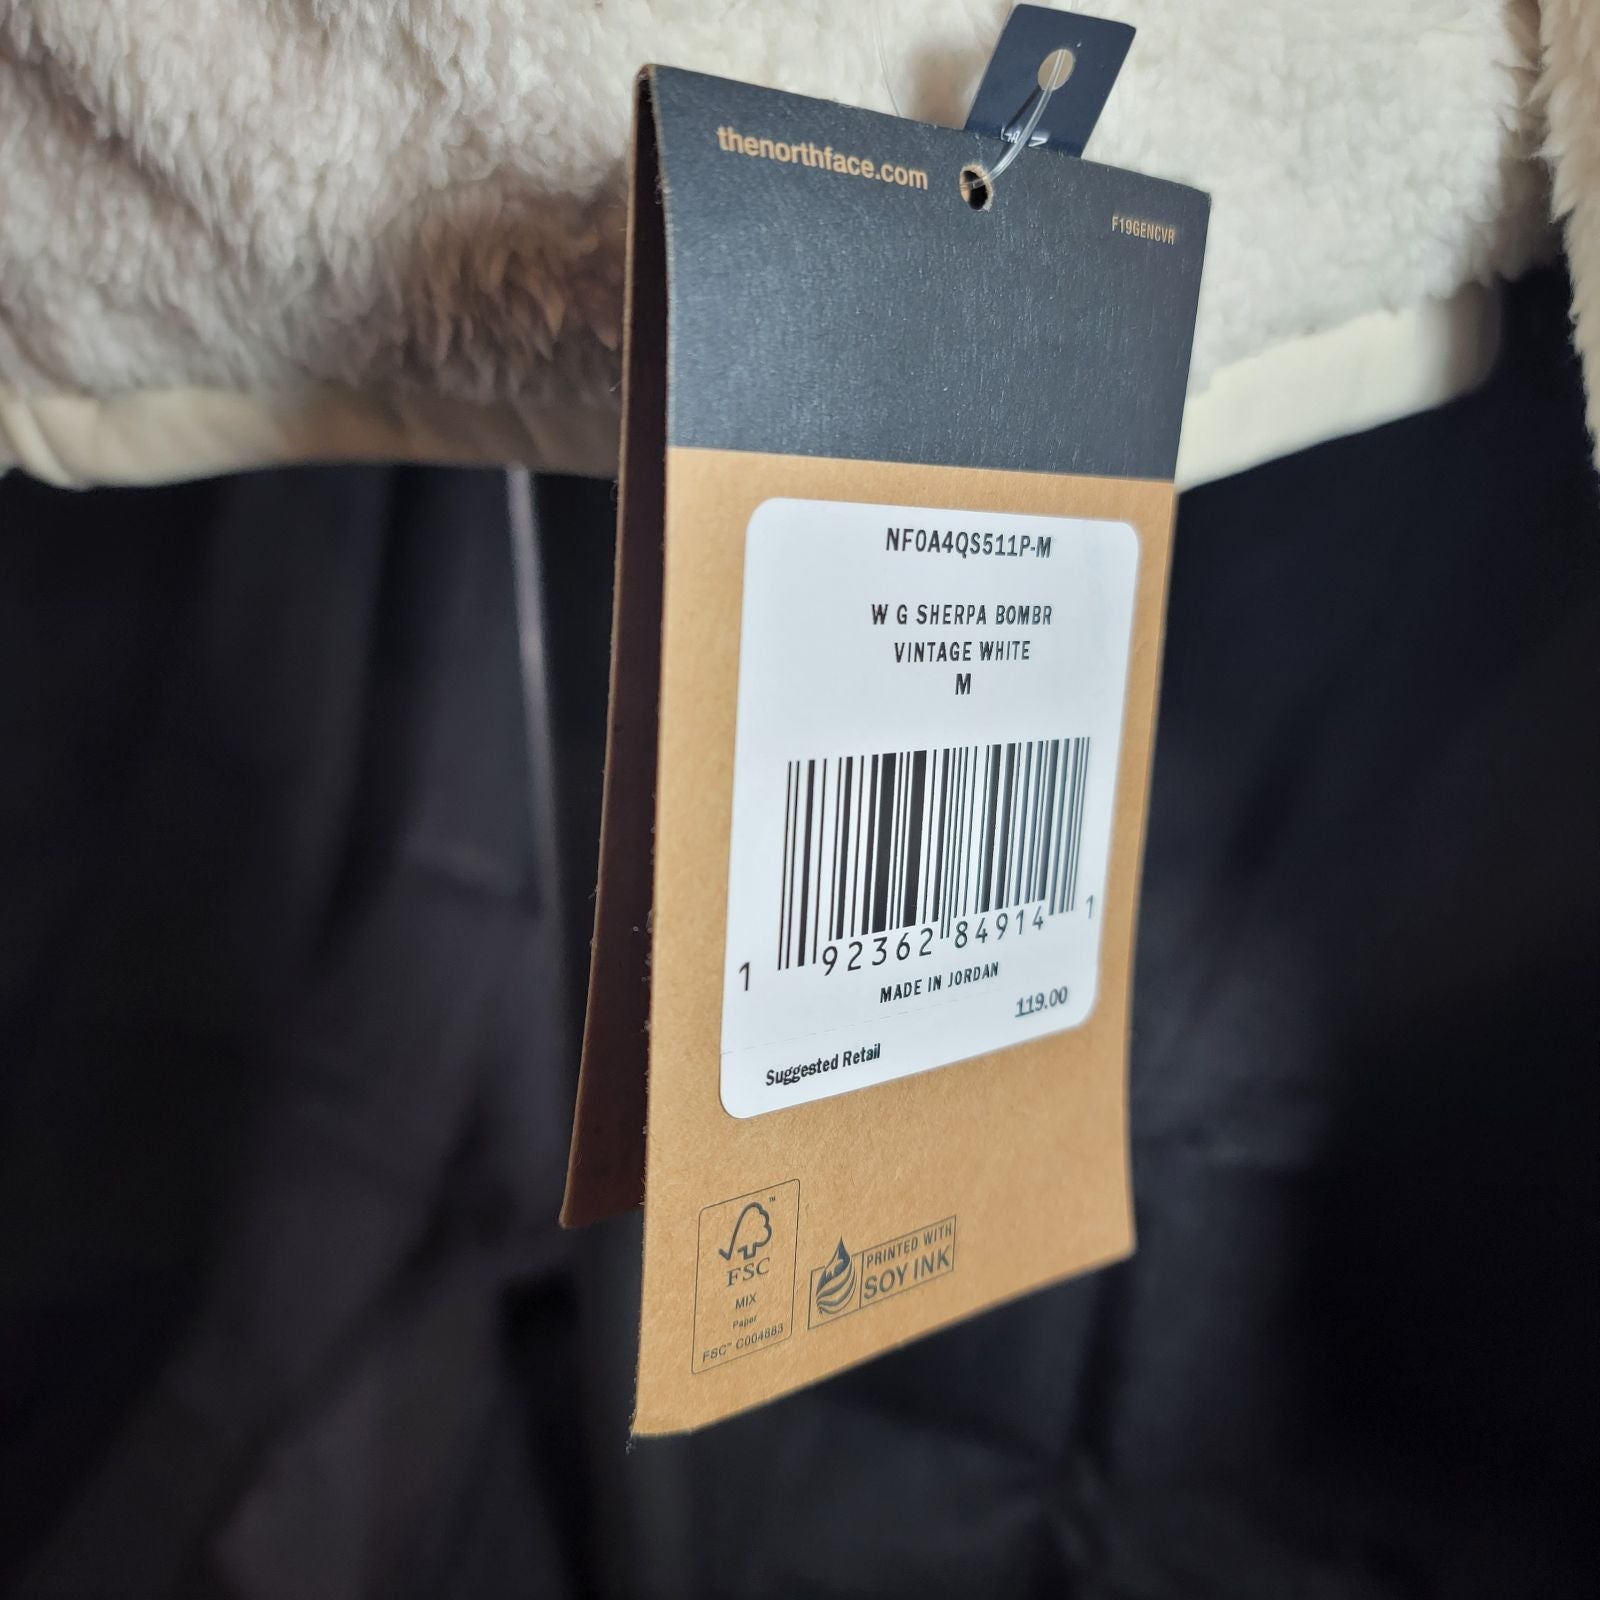 thenorthface.com
F19GENCVR
NF0A4QS511P-M
W G SHERPA BOMBR
VINTAGE WHITE
M
1 92362 84914 1
MADE IN JORDAN
119.00
Suggested Retail
FSC
MIX
Paper
FSC™ C004883
PRINTED WITH
SOY INK